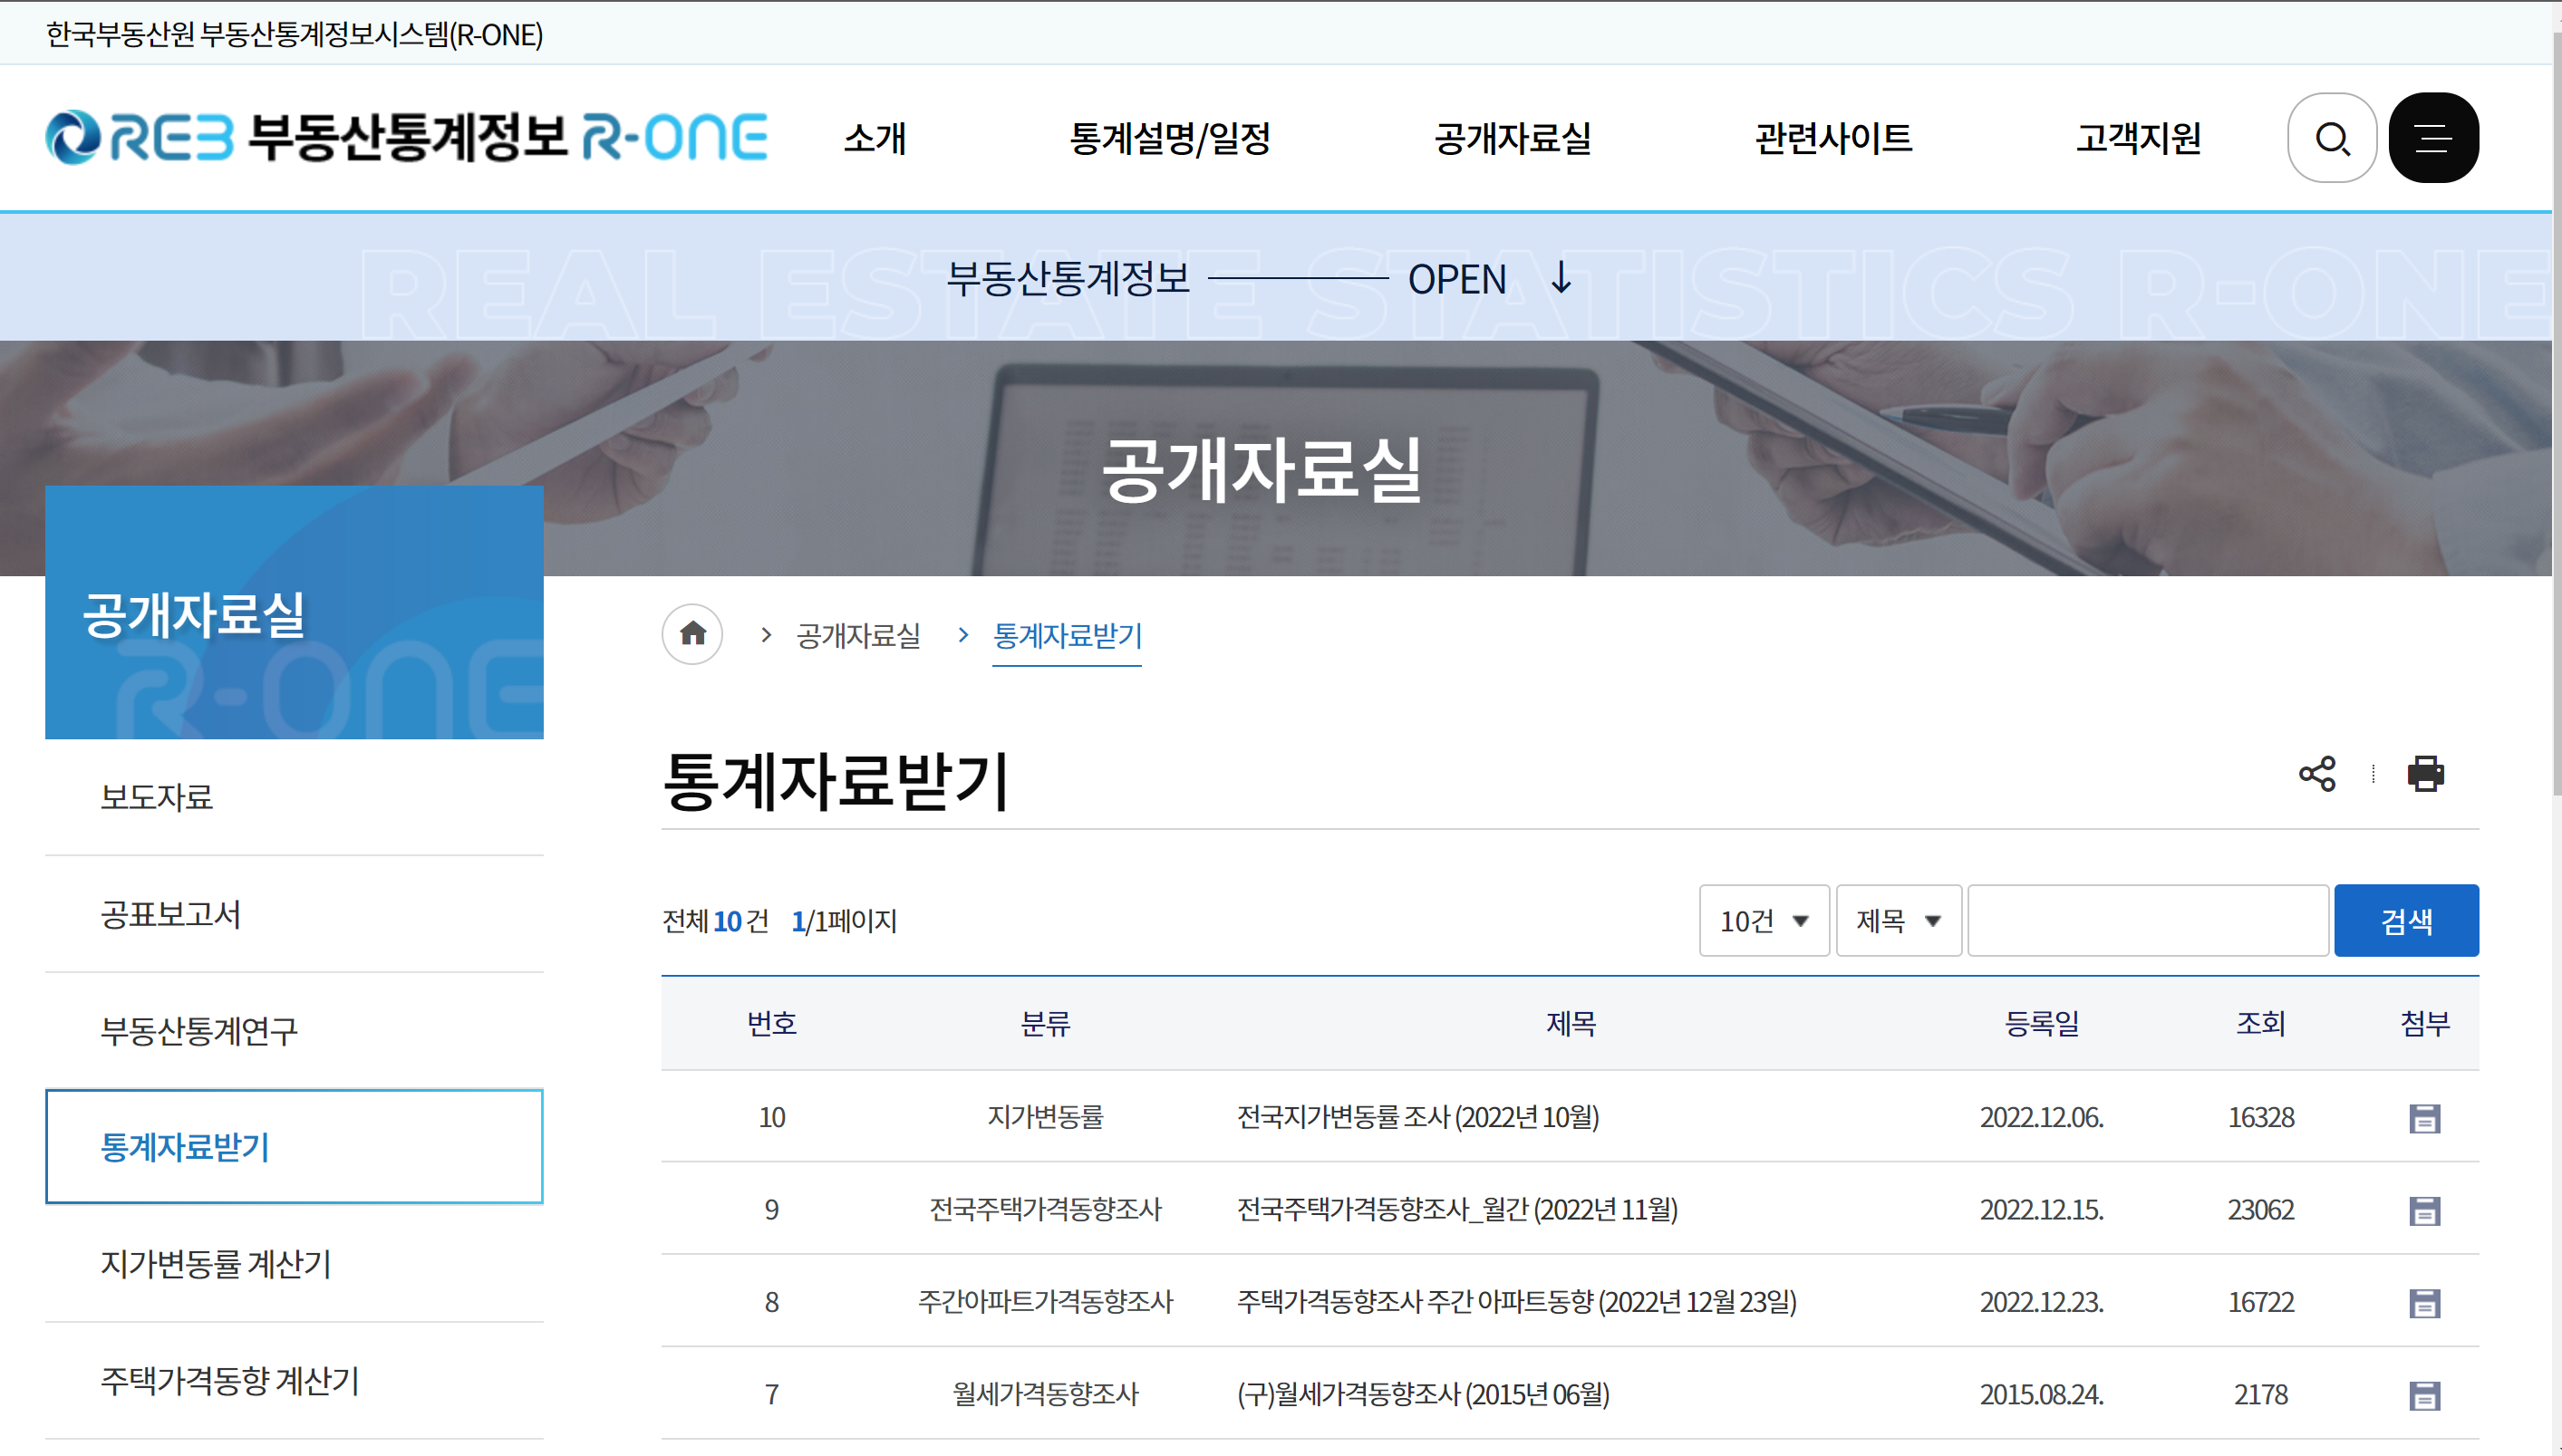 한국부동산원 부동산통계정보시스템(R-ONE)
REB 부동산통계정보 R-ONE
소개 통계설명/일정 공개자료실 관련사이트 고객지원
REAL ESTATE STATISTICS R-ONE
부동산통계정보 OPEN ↓
공개자료실
공개자료실
R-ONE
보도자료
공표보고서
부동산통계연구
통계자료받기
지가변동률 계산기
주택가격동향 계산기
> 공개자료실 > 통계자료받기
통계자료받기
전체 10 건 1/1페이지
10건 제목 검색
번호 분류 제목 등록일 조회 첨부
10 지가변동률 전국지가변동률 조사 (2022년 10월) 2022.12.06. 16328
9 전국주택가격동향조사 전국주택가격동향조사_월간 (2022년 11월) 2022.12.15. 23062
8 주간아파트가격동향조사 주택가격동향조사 주간 아파트동향 (2022년 12월 23일) 2022.12.23. 16722
7 월세가격동향조사 (구)월세가격동향조사 (2015년 06월) 2015.08.24. 2178